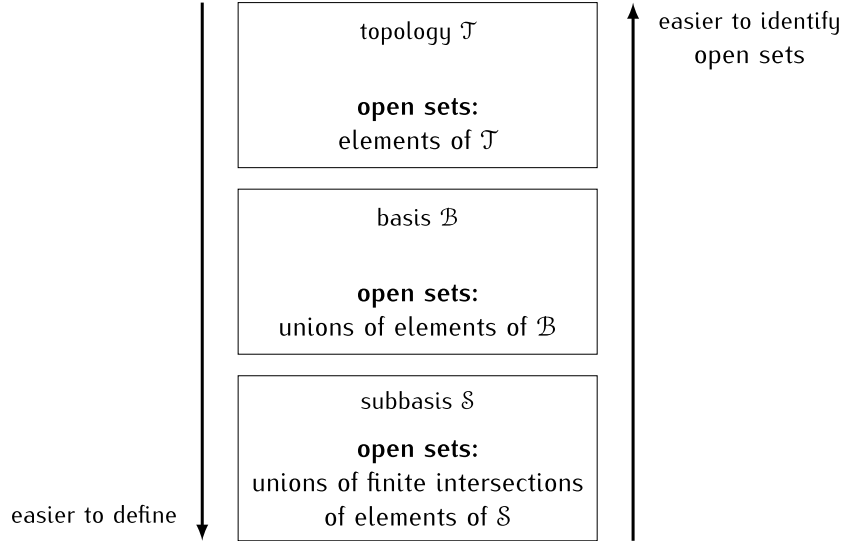 topology 𝒯
open sets:
elements of 𝒯
easier to identify
open sets
basis ℬ
open sets:
unions of elements of ℬ
subbasis 𝒮
open sets:
unions of finite intersections
of elements of 𝒮
easier to define